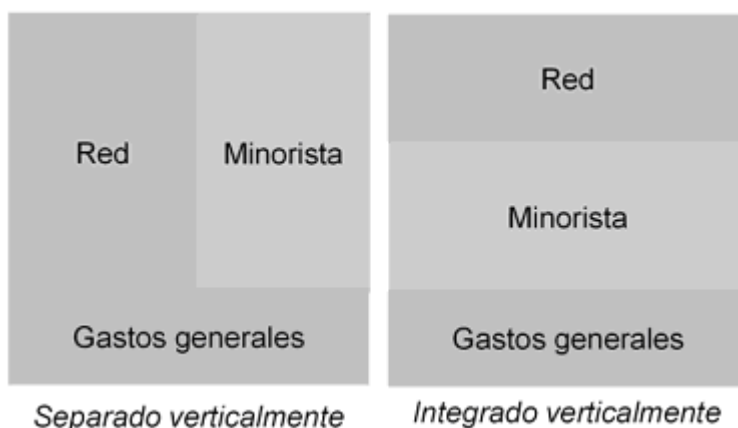 Red
Minorista
Gastos generales
Separado verticalmente
Red
Minorista
Gastos generales
Integrado verticalmente